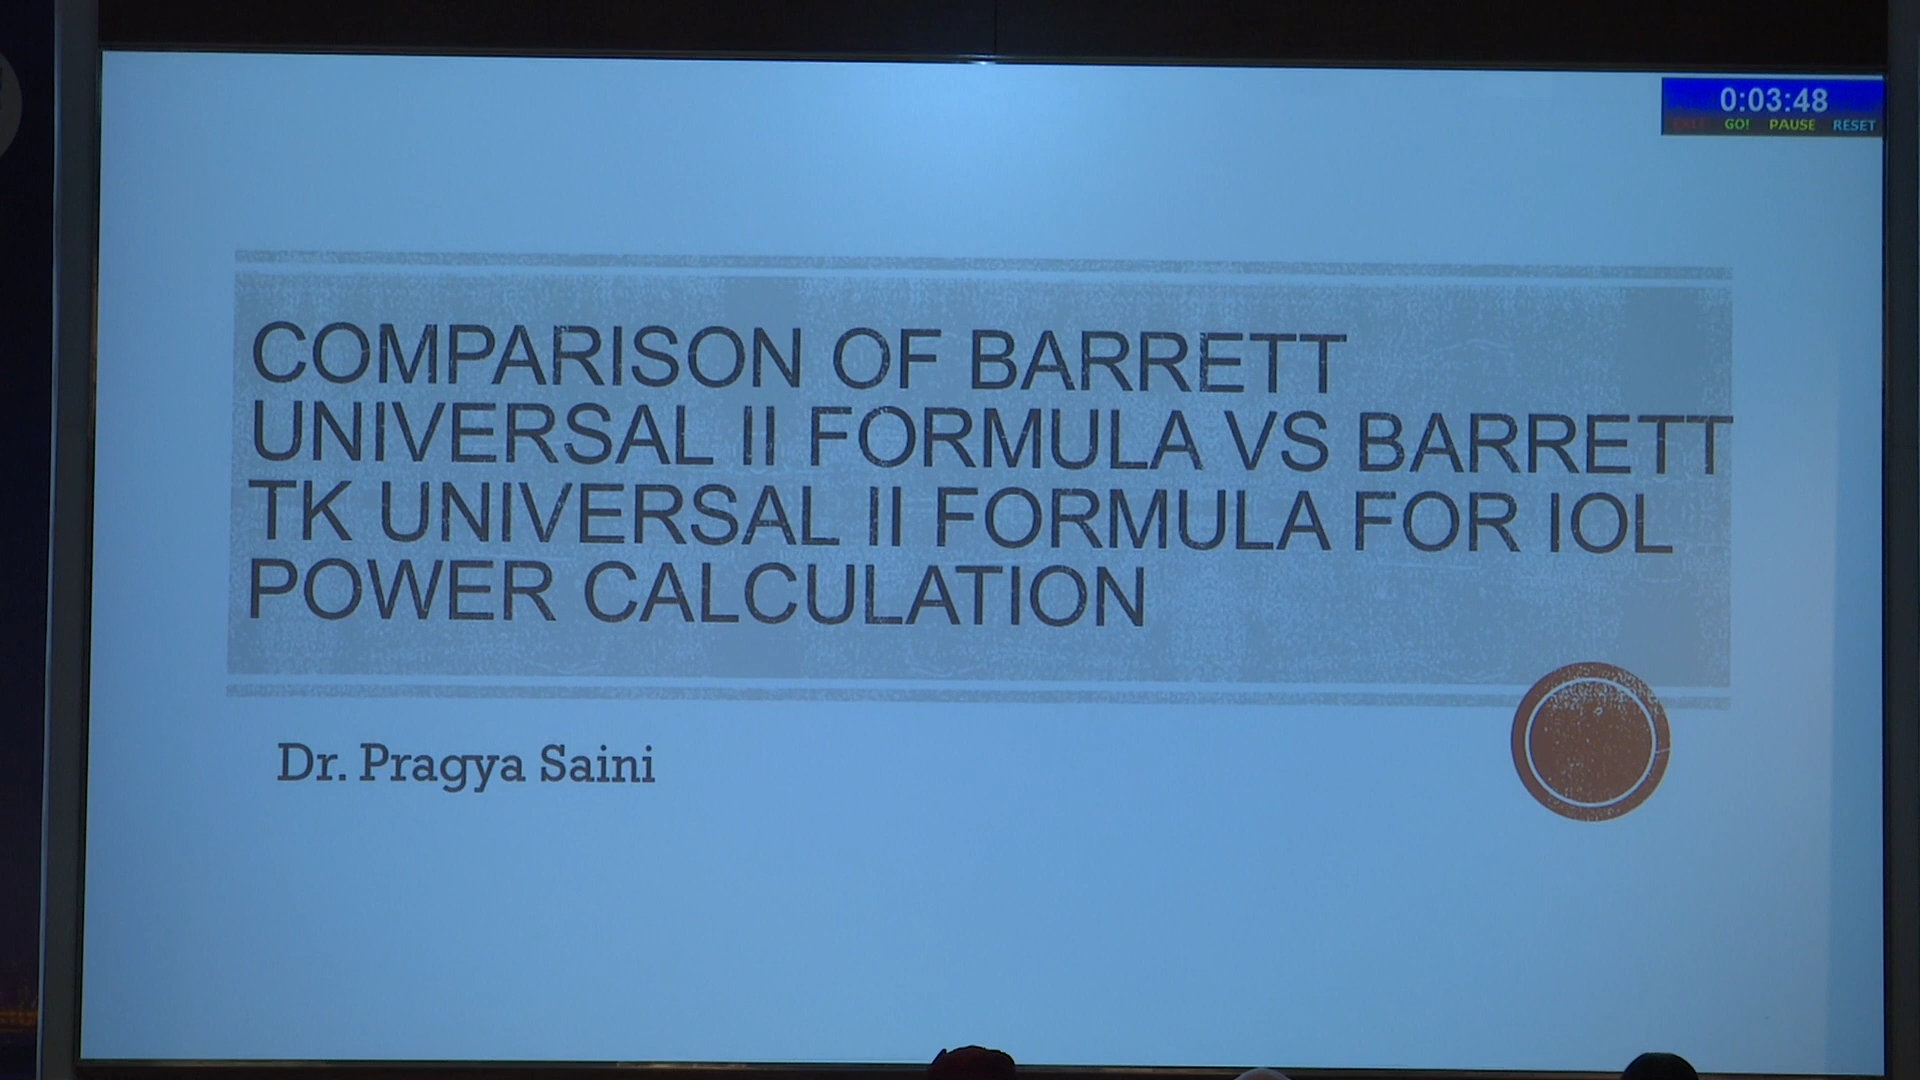 0:03:48
EXIT GO! PAUSE RESET
COMPARISON OF BARRETT
UNIVERSAL II FORMULA VS BARRETT
TK UNIVERSAL II FORMULA FOR IOL
POWER CALCULATION
Dr. Pragya Saini